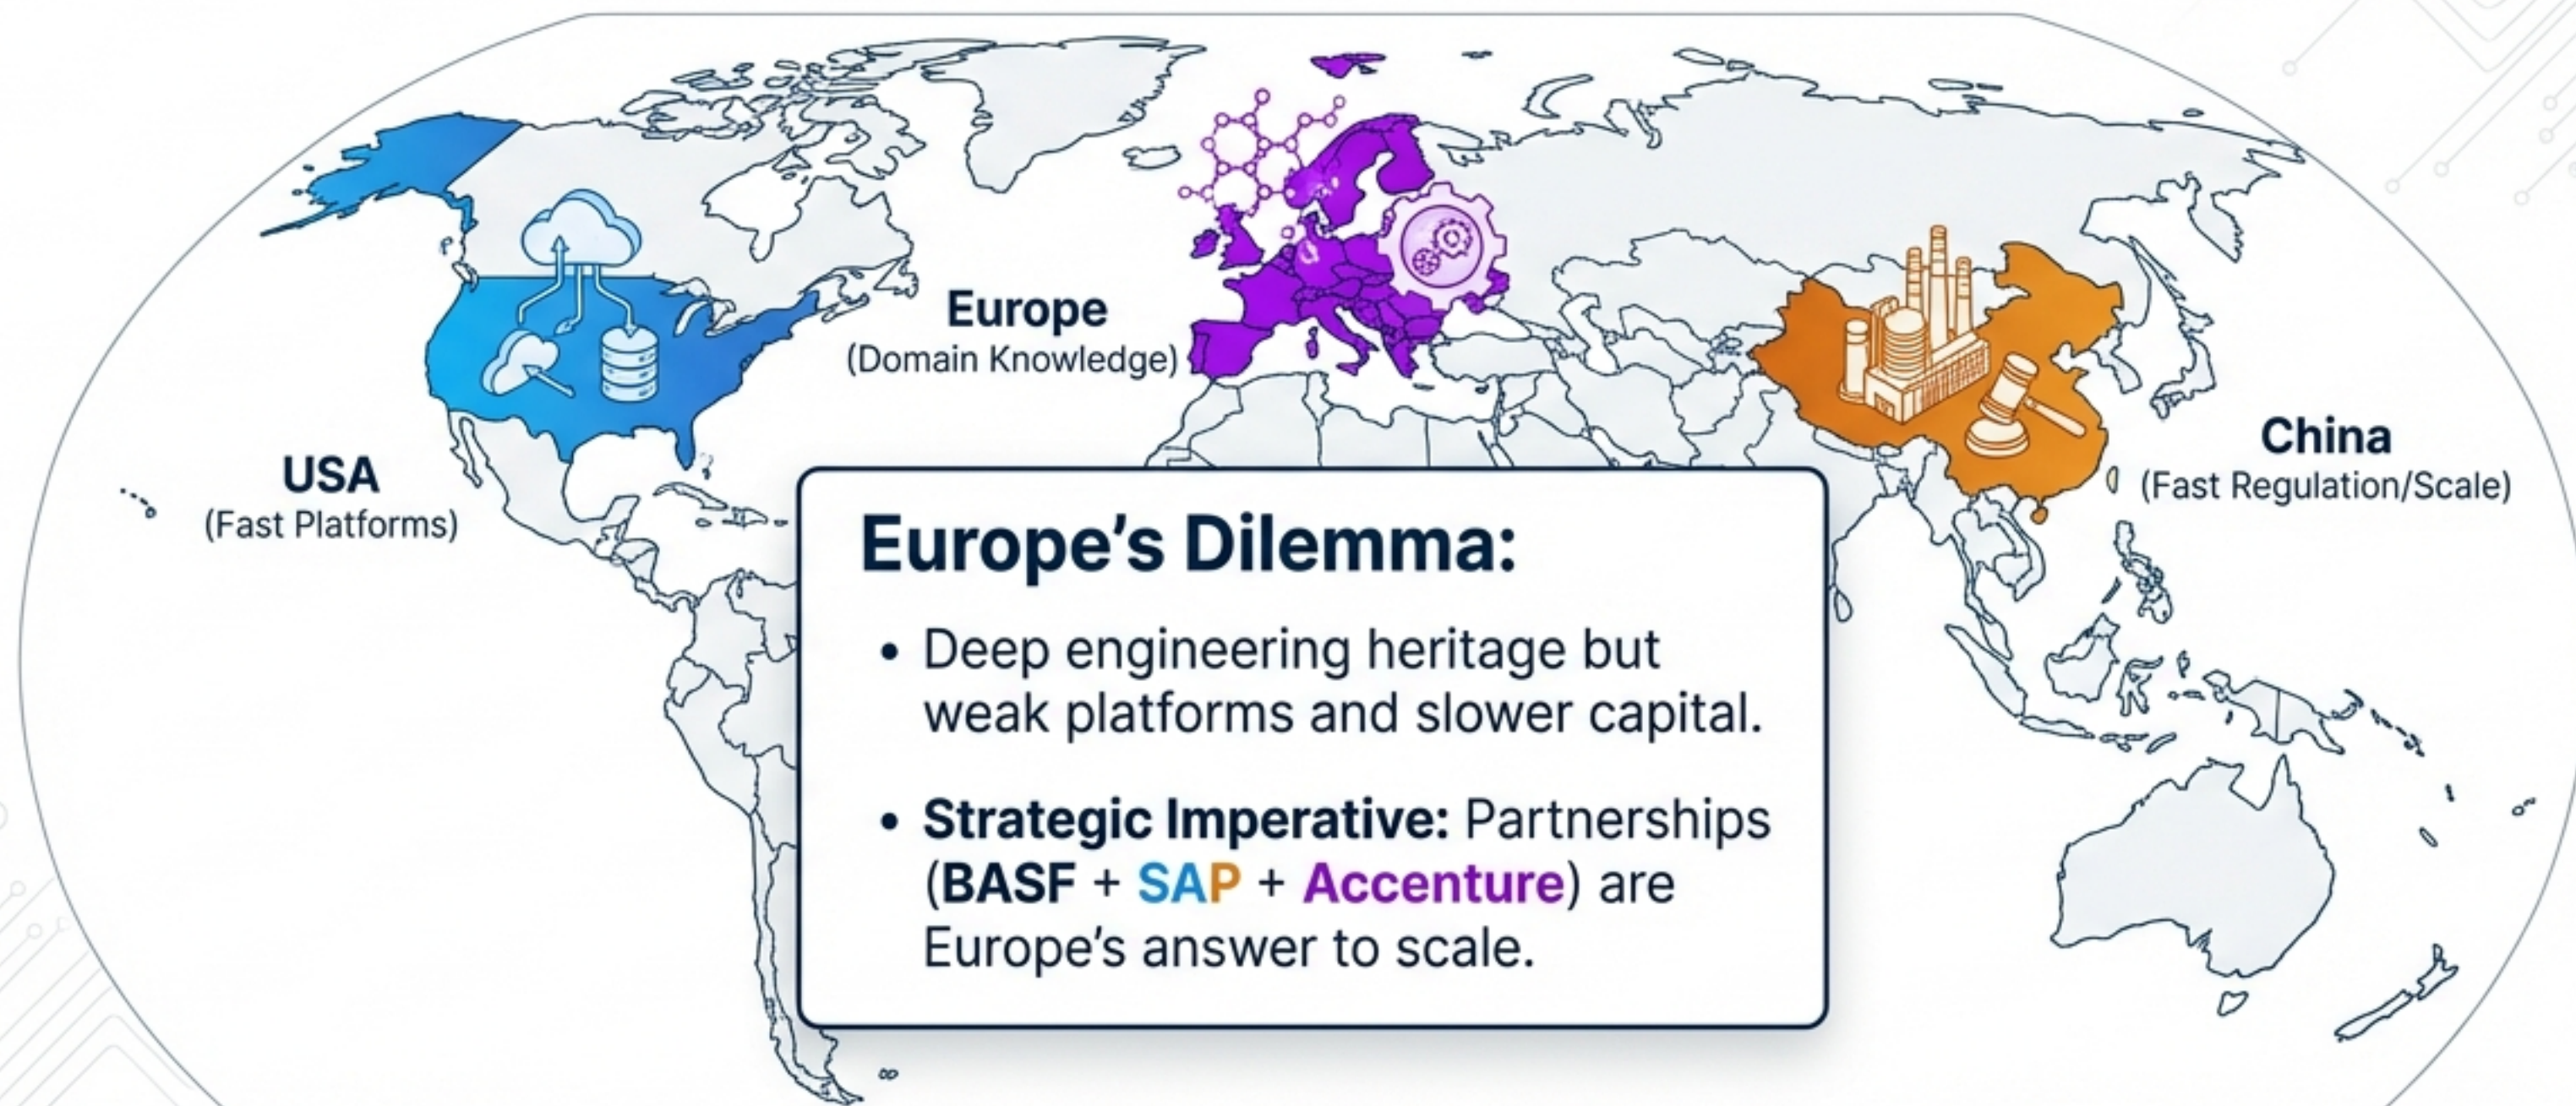 Europe
(Domain Knowledge)
USA
(Fast Platforms)
China
(Fast Regulation/Scale)
Europe’s Dilemma:
• Deep engineering heritage but
weak platforms and slower capital.
• Strategic Imperative: Partnerships
(BASF + SAP + Accenture) are
Europe’s answer to scale.